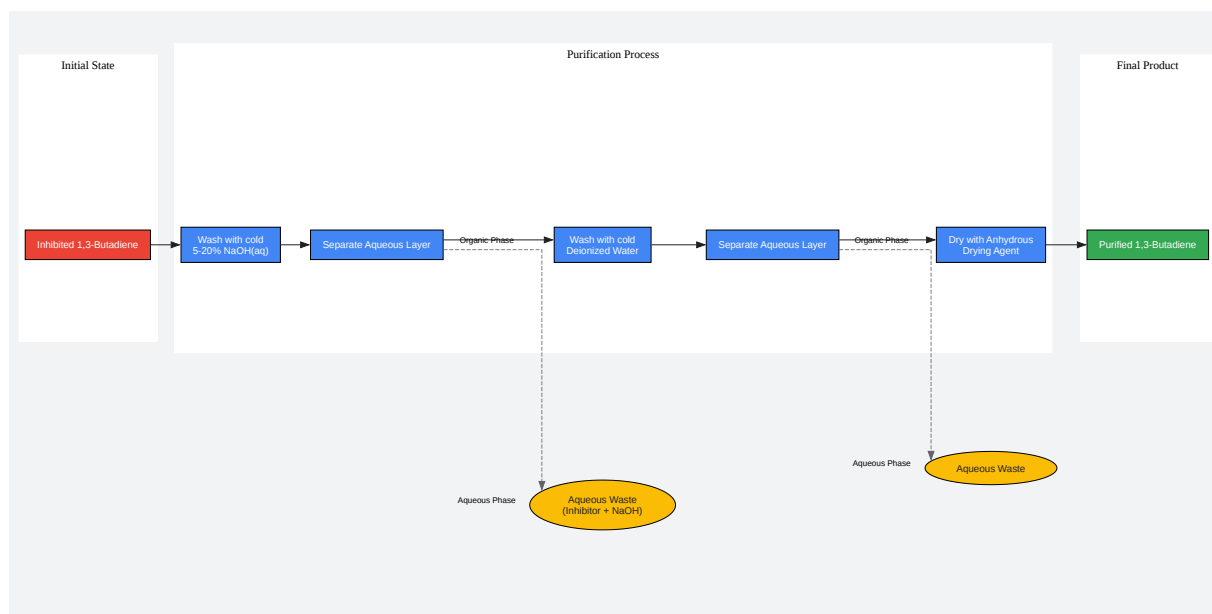 Initial State
Purification Process
Final Product
Inhibited 1,3-Butadiene
Wash with cold
5-20% NaOH(aq)
Separate Aqueous Layer
Organic Phase
Wash with cold
Deionized Water
Separate Aqueous Layer
Organic Phase
Dry with Anhydrous
Drying Agent
Purified 1,3-Butadiene
Aqueous Phase
Aqueous Waste
Aqueous Phase
Aqueous Waste
(Inhibitor + NaOH)